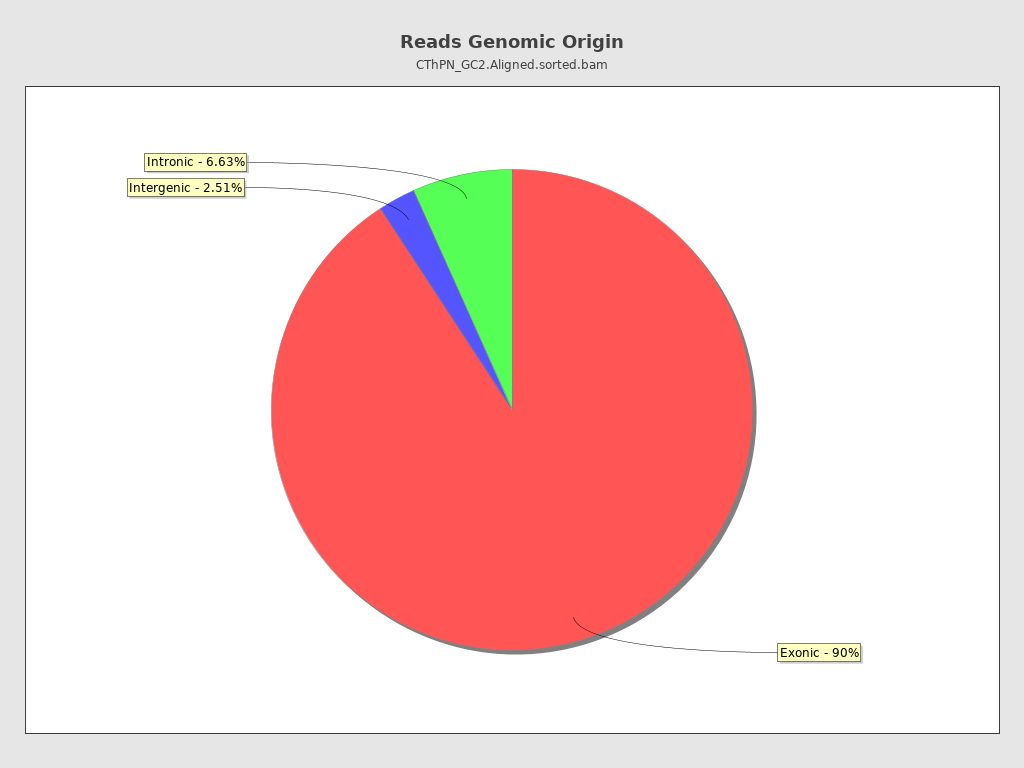 Reads Genomic Origin
CThPN_GC2.Aligned.sorted.bam
Intronic - 6.63%
Intergenic - 2.51%
Exonic - 90%